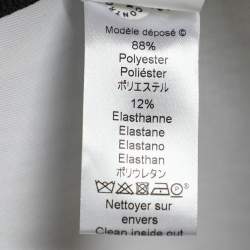 Modèle déposé ©
88%
Polyester
Poliéster
ポリエステル
12%
Elasthanne
Elastane
Elastano
Elasthan
ポリウレタン
Nettoyer sur
envers
Clean inside out